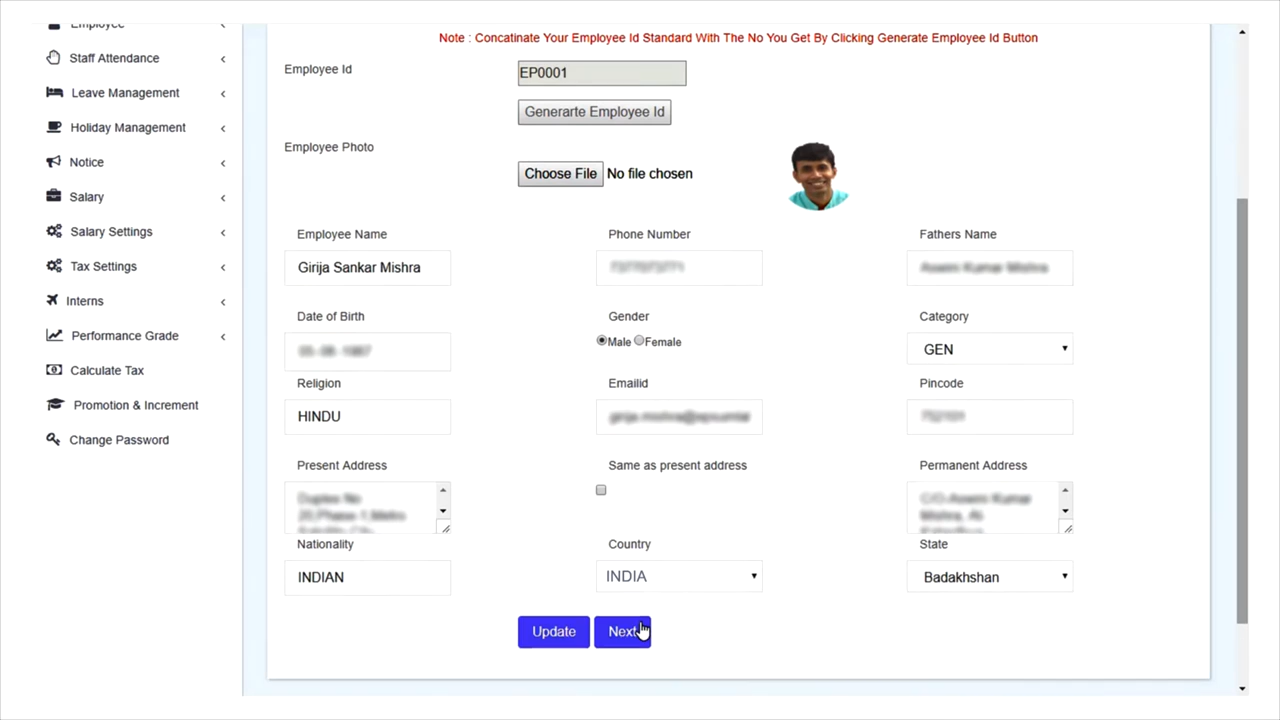 Employee
Staff Attendance
Leave Management
Holiday Management
Notice
Salary
Salary Settings
Tax Settings
Interns
Performance Grade
Calculate Tax
Promotion & Increment
Change Password
Note : Concatinate Your Employee Id Standard With The No You Get By Clicking Generate Employee Id Button
Employee Id
EP0001
Generarte Employee Id
Employee Photo
Choose File No file chosen
Employee Name Phone Number Fathers Name
Girija Sankar Mishra
Date of Birth Gender Category
Male Female
GEN
Religion Emailid Pincode
HINDU
Present Address Same as present address Permanent Address
Nationality Country State
INDIAN INDIA Badakhshan
Update Next